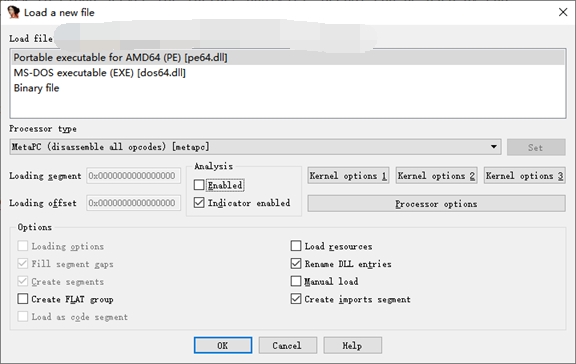 Load a new file
Load file
Portable executable for AMD64 (PE) [pe64.dll]
MS-DOS executable (EXE) [dos64.dll]
Binary file
Processor type
MetaPC (disassemble all opcodes) [metapc]
Set
Analysis
Loading segment 0x0000000000000000
Enabled
Kernel options 1 Kernel options 2 Kernel options 3
Loading offset 0x0000000000000000
Indicator enabled
Processor options
Options
Loading options Load resources
Fill segment gaps Rename DLL entries
Create segments Manual load
Create FLAT group Create imports segment
Load as code segment
OK Cancel Help